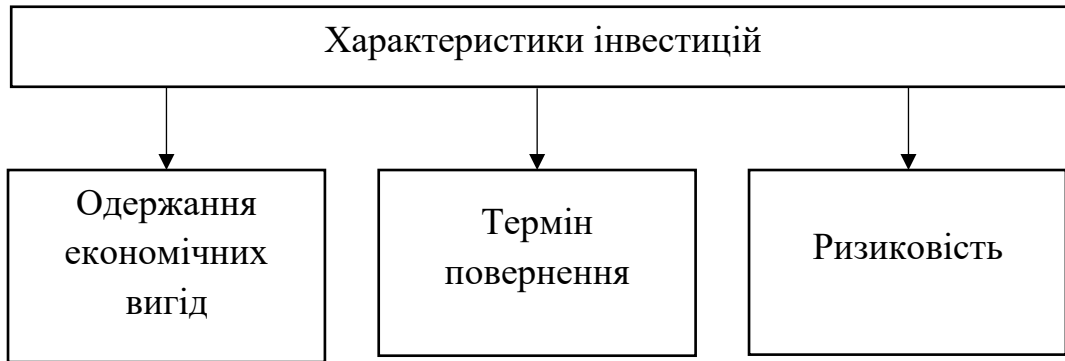 Характеристики інвестицій
Одержання
економічних
вигід
Термін
повернення
Ризиковість